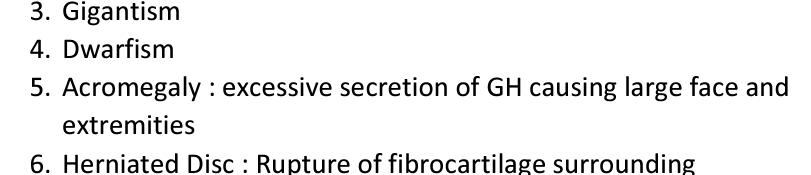 3. Gigantism
4. Dwarfism
5. Acromegaly : excessive secretion of GH causing large face and
extremities
6. Herniated Disc : Rupture of fibrocartilage surrounding